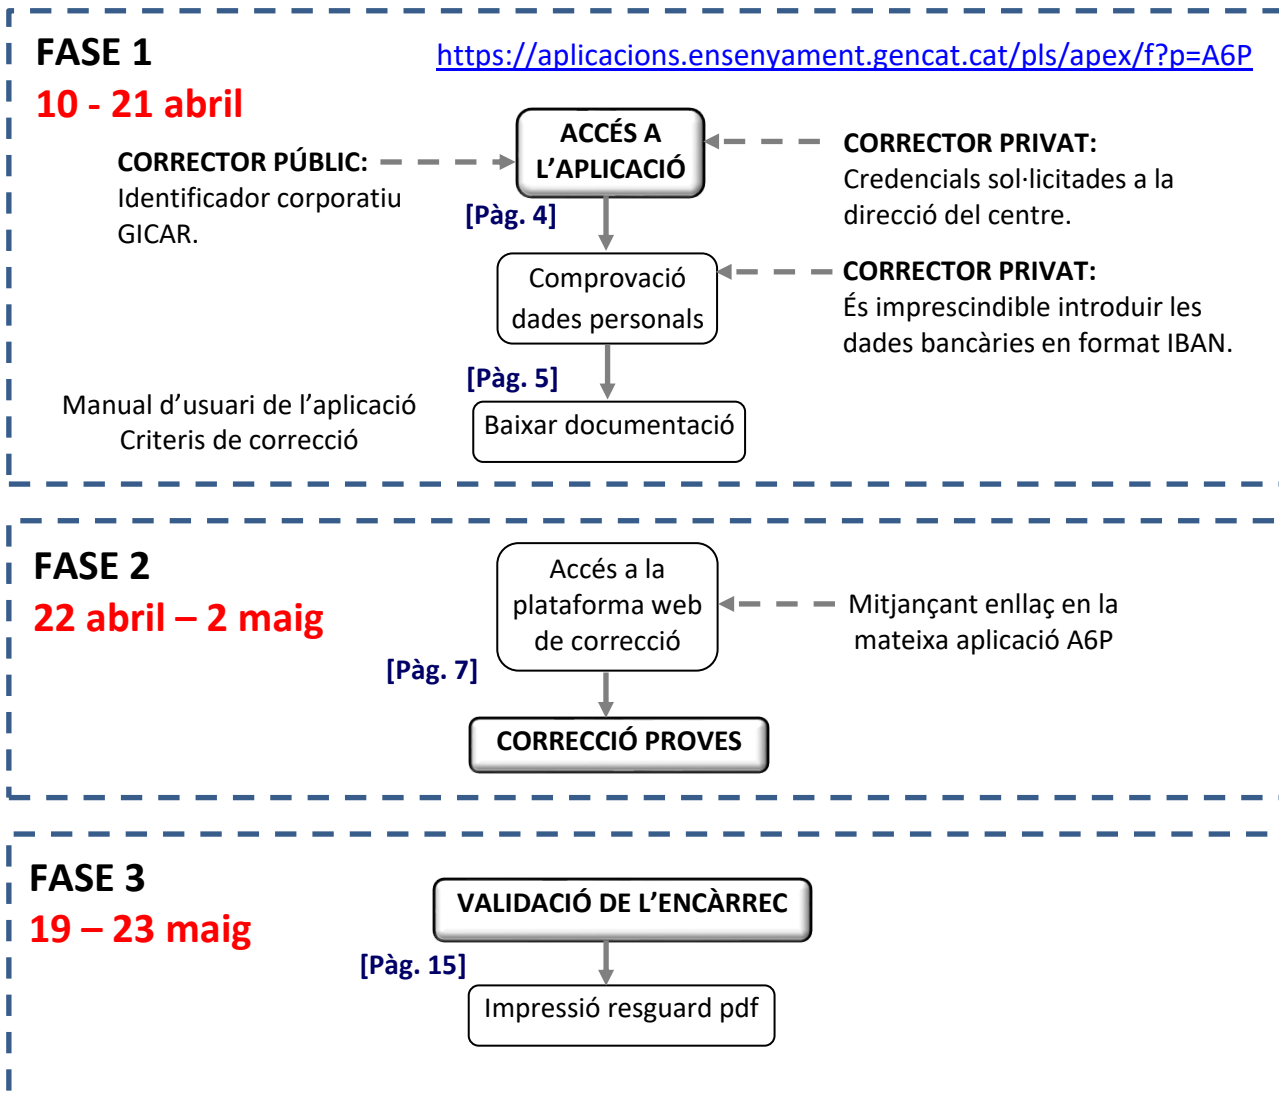 FASE 1
https://aplicacions.ensenyament.gencat.cat/pls/apex/f?p=A6P
10 - 21 abril
ACCÉS A
L’APLICACIÓ
CORRECTOR PÚBLIC:
Identificador corporatiu
GICAR.
CORRECTOR PRIVAT:
Credencials sol·licitades a la
direcció del centre.
[Pàg. 4]
Comprovació
dades personals
CORRECTOR PRIVAT:
És imprescindible introduir les
dades bancàries en format IBAN.
[Pàg. 5]
Manual d’usuari de l’aplicació
Criteris de correcció
Baixar documentació
FASE 2
22 abril – 2 maig
Accés a la
plataforma web
de correcció
Mitjançant enllaç en la
mateixa aplicació A6P
[Pàg. 7]
CORRECCIÓ PROVES
FASE 3
19 – 23 maig
VALIDACIÓ DE L’ENCÀRREC
[Pàg. 15]
Impressió resguard pdf